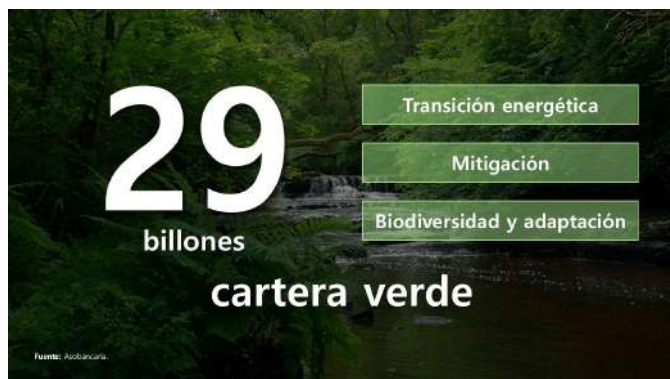 29
billones
cartera verde
Transición energética
Mitigación
Biodiversidad y adaptación
Fuente: Asobancaria.